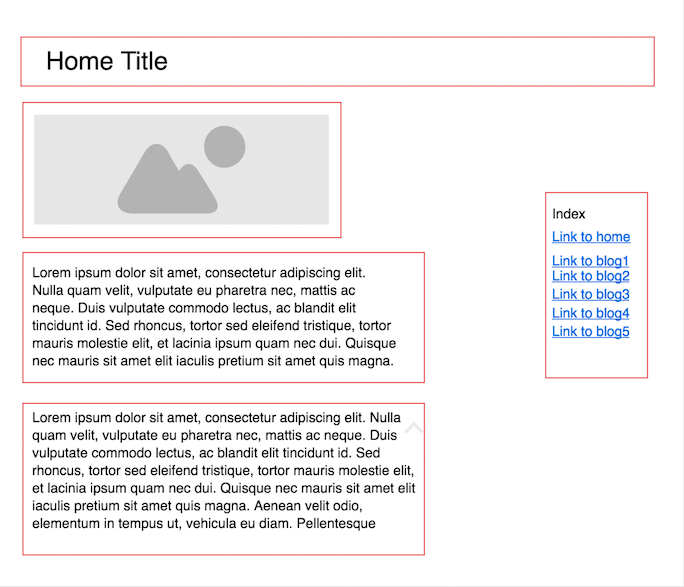 Home Title
Lorem ipsum dolor sit amet, consectetur adipiscing elit.
Nulla quam velit, vulputate eu pharetra nec, mattis ac
neque. Duis vulputate commodo lectus, ac blandit elit
tincidunt id. Sed rhoncus, tortor sed eleifend tristique, tortor
mauris molestie elit, et lacinia ipsum quam nec dui. Quisque
nec mauris sit amet elit iaculis pretium sit amet quis magna.
Lorem ipsum dolor sit amet, consectetur adipiscing elit. Nulla
quam velit, vulputate eu pharetra nec, mattis ac neque. Duis
vulputate commodo lectus, ac blandit elit tincidunt id. Sed
rhoncus, tortor sed eleifend tristique, tortor mauris molestie elit,
et lacinia ipsum quam nec dui. Quisque nec mauris sit amet elit
iaculis pretium sit amet quis magna. Aenean velit odio,
elementum in tempus ut, vehicula eu diam. Pellentesque
Index
Link to home
Link to blog1
Link to blog2
Link to blog3
Link to blog4
Link to blog5